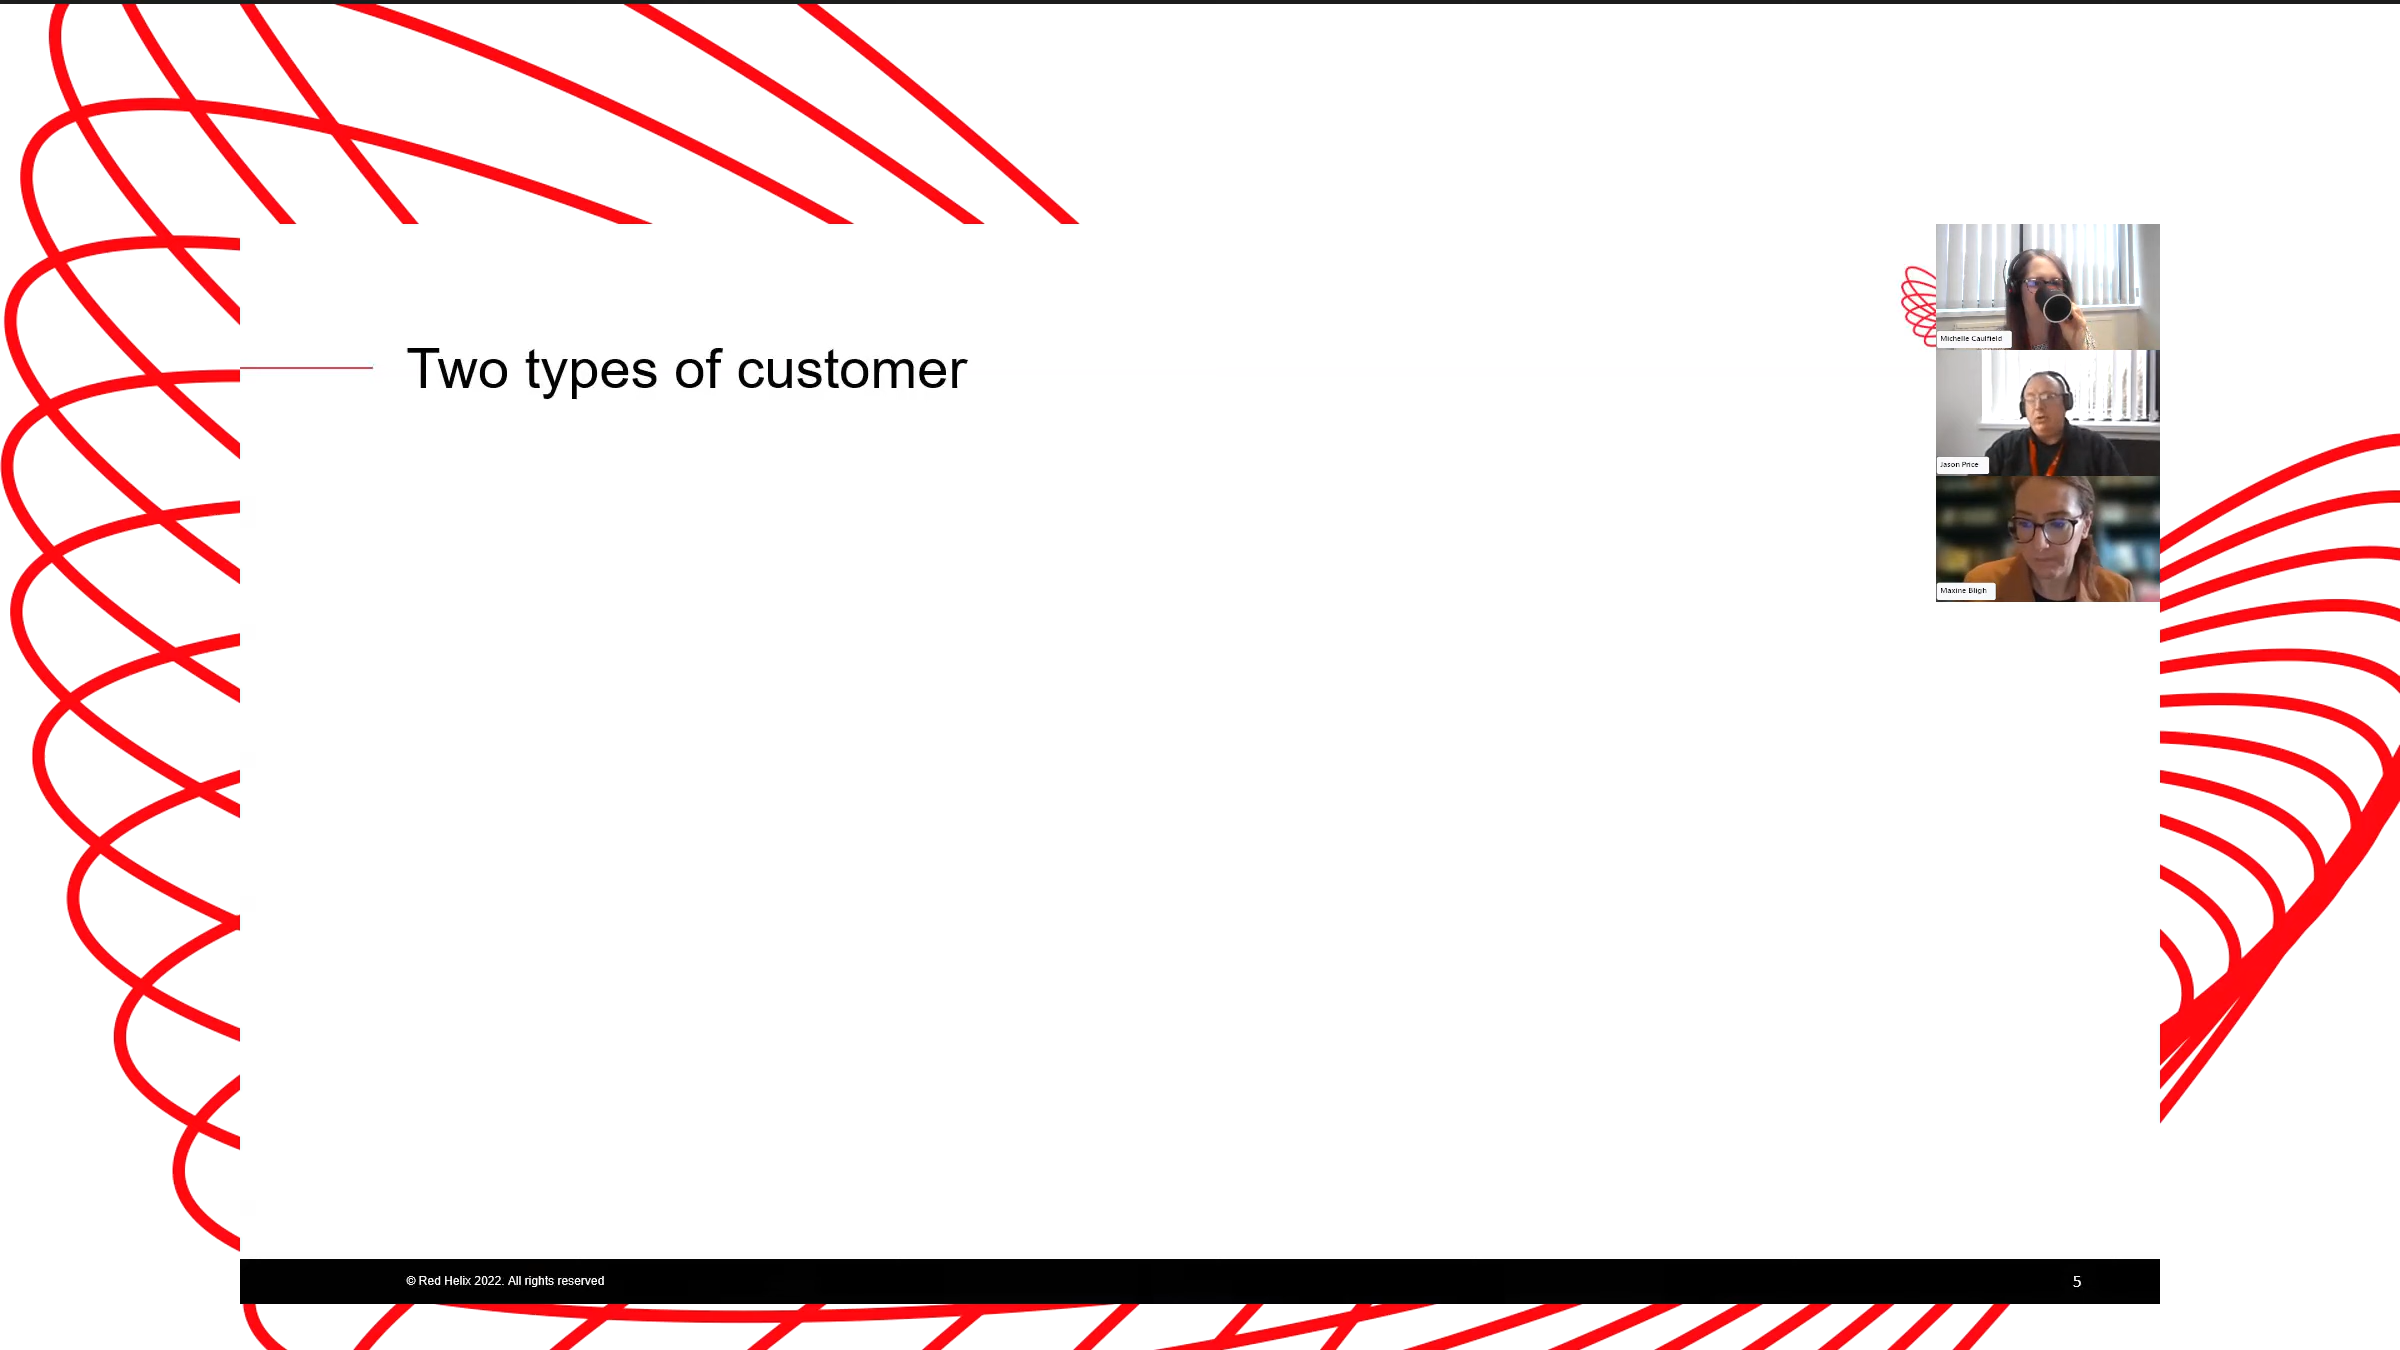 Two types of customer
Michelle Caulfield
Jason Price
Maxine Bligh
© Red Helix 2022. All rights reserved
5